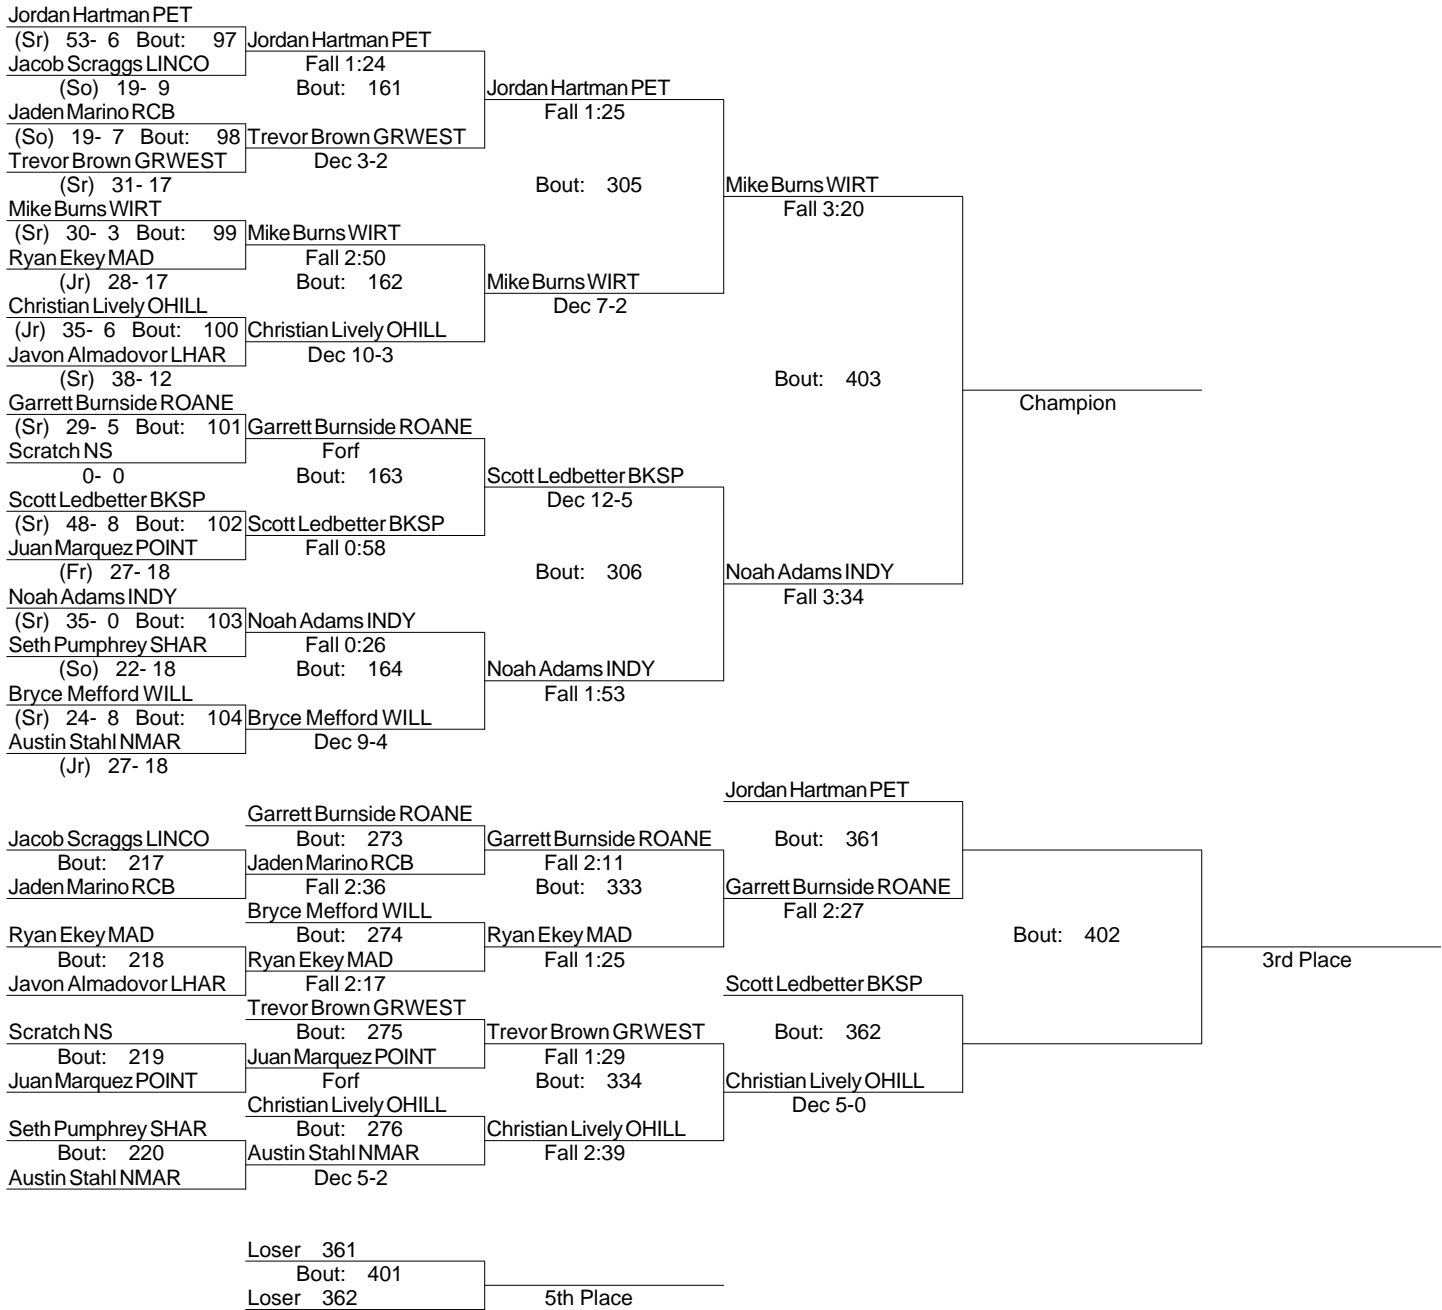 Jordan Hartman PET
(Sr) 53- 6 Bout: 97 Jordan Hartman PET
Jacob Scraggs LINCO Fall 1:24
(So) 19- 9 Bout: 161 Jordan Hartman PET
Jaden Marino RCB Fall 1:25
(So) 19- 7 Bout: 98 Trevor Brown GRWEST
Trevor Brown GRWEST Dec 3-2
(Sr) 31- 17 Bout: 305 Mike Burns WIRT
Mike Burns WIRT Fall 3:20
(Sr) 30- 3 Bout: 99 Mike Burns WIRT
Ryan Ekey MAD Fall 2:50
(Jr) 28- 17 Bout: 162 Mike Burns WIRT
Christian Lively OHILL Dec 7-2
(Jr) 35- 6 Bout: 100 Christian Lively OHILL
Javon Almadovor LHAR Dec 10-3
(Sr) 38- 12 Bout: 403
Garrett Burnside ROANE Champion
(Sr) 29- 5 Bout: 101 Garrett Burnside ROANE
Scratch NS Forf
0- 0 Bout: 163 Scott Ledbetter BKSP
Scott Ledbetter BKSP Dec 12-5
(Sr) 48- 8 Bout: 102 Scott Ledbetter BKSP
Juan Marquez POINT Fall 0:58
(Fr) 27- 18 Bout: 306 Noah Adams INDY
Noah Adams INDY Fall 3:34
(Sr) 35- 0 Bout: 103 Noah Adams INDY
Seth Pumphrey SHAR Fall 0:26
(So) 22- 18 Bout: 164 Noah Adams INDY
Bryce Mefford WILL Fall 1:53
(Sr) 24- 8 Bout: 104 Bryce Mefford WILL
Austin Stahl NMAR Dec 9-4
(Jr) 27- 18
Jordan Hartman PET
Garrett Burnside ROANE
Jacob Scraggs LINCO Bout: 273 Garrett Burnside ROANE Bout: 361
Bout: 217 Jaden Marino RCB Fall 2:11
Jaden Marino RCB Fall 2:36 Bout: 333 Garrett Burnside ROANE
Bryce Mefford WILL Fall 2:27
Ryan Ekey MAD Bout: 274 Ryan Ekey MAD Bout: 402
Bout: 218 Ryan Ekey MAD Fall 1:25 3rd Place
Javon Almadovor LHAR Fall 2:17 Scott Ledbetter BKSP
Trevor Brown GRWEST
Scratch NS Bout: 275 Trevor Brown GRWEST Bout: 362
Bout: 219 Juan Marquez POINT Fall 1:29
Juan Marquez POINT Forf Bout: 334 Christian Lively OHILL
Christian Lively OHILL Dec 5-0
Seth Pumphrey SHAR Bout: 276 Christian Lively OHILL
Bout: 220 Austin Stahl NMAR Fall 2:39
Austin Stahl NMAR Dec 5-2
Loser 361
Bout: 401
Loser 362 5th Place